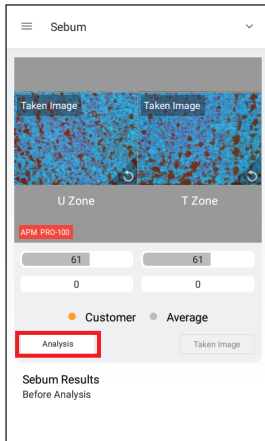 Sebum
Taken Image Taken Image
U Zone T Zone
APM PRO-100
61 61
0 0
Customer Average
Analysis Taken Image
Sebum Results
Before Analysis